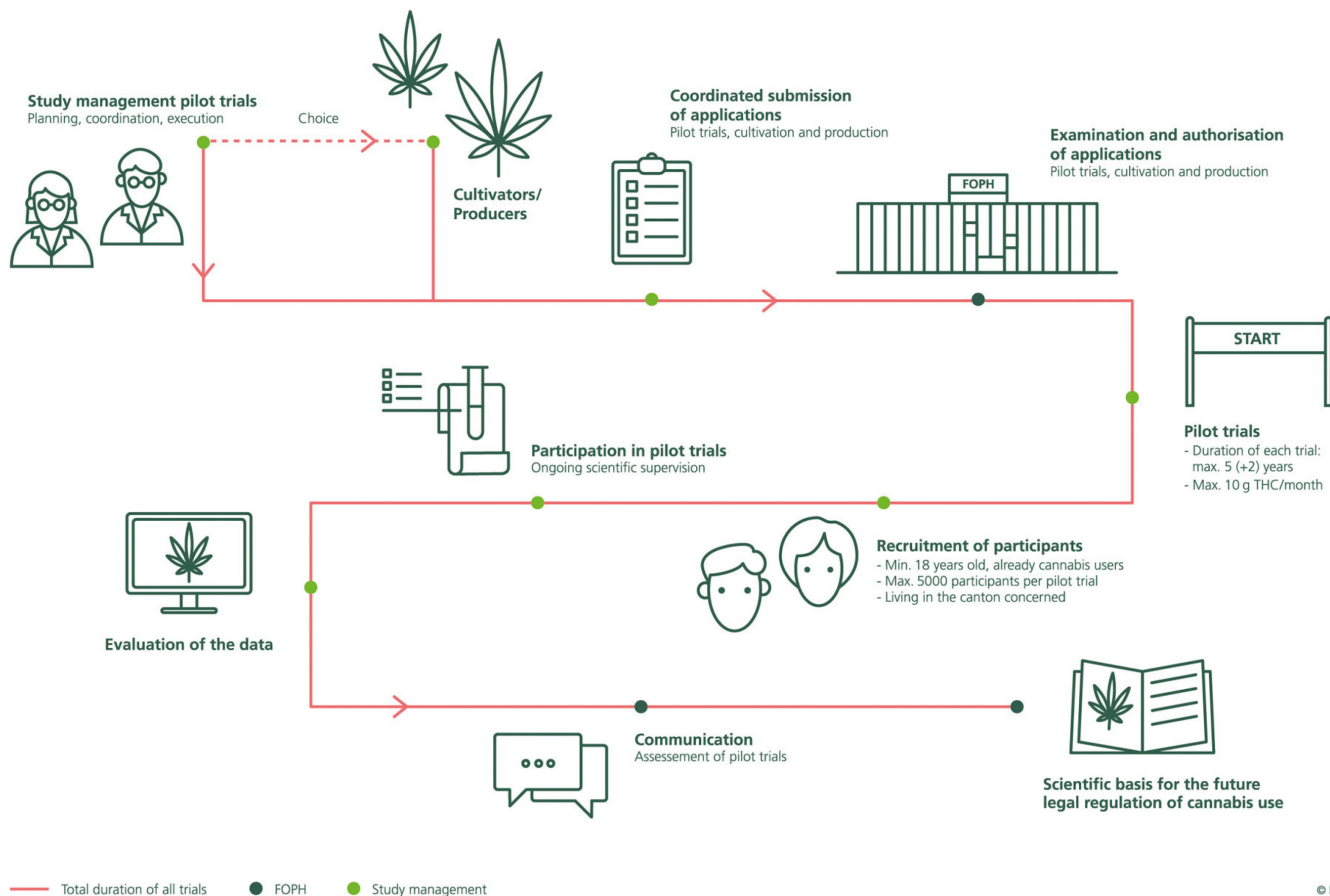 Study management pilot trials
Planning, coordination, execution
Choice
Cultivators/
Producers
Coordinated submission
of applications
Pilot trials, cultivation and production
Examination and authorisation
of applications
Pilot trials, cultivation and production
FOPH
START
Pilot trials
- Duration of each trial:
max. 5 (+2) years
- Max. 10 g THC/month
Participation in pilot trials
Ongoing scientific supervision
Recruitment of participants
- Min. 18 years old, already cannabis users
- Max. 5000 participants per pilot trial
- Living in the canton concerned
Evaluation of the data
Communication
Assessement of pilot trials
Scientific basis for the future
legal regulation of cannabis use
Total duration of all trials
FOPH
Study management
©